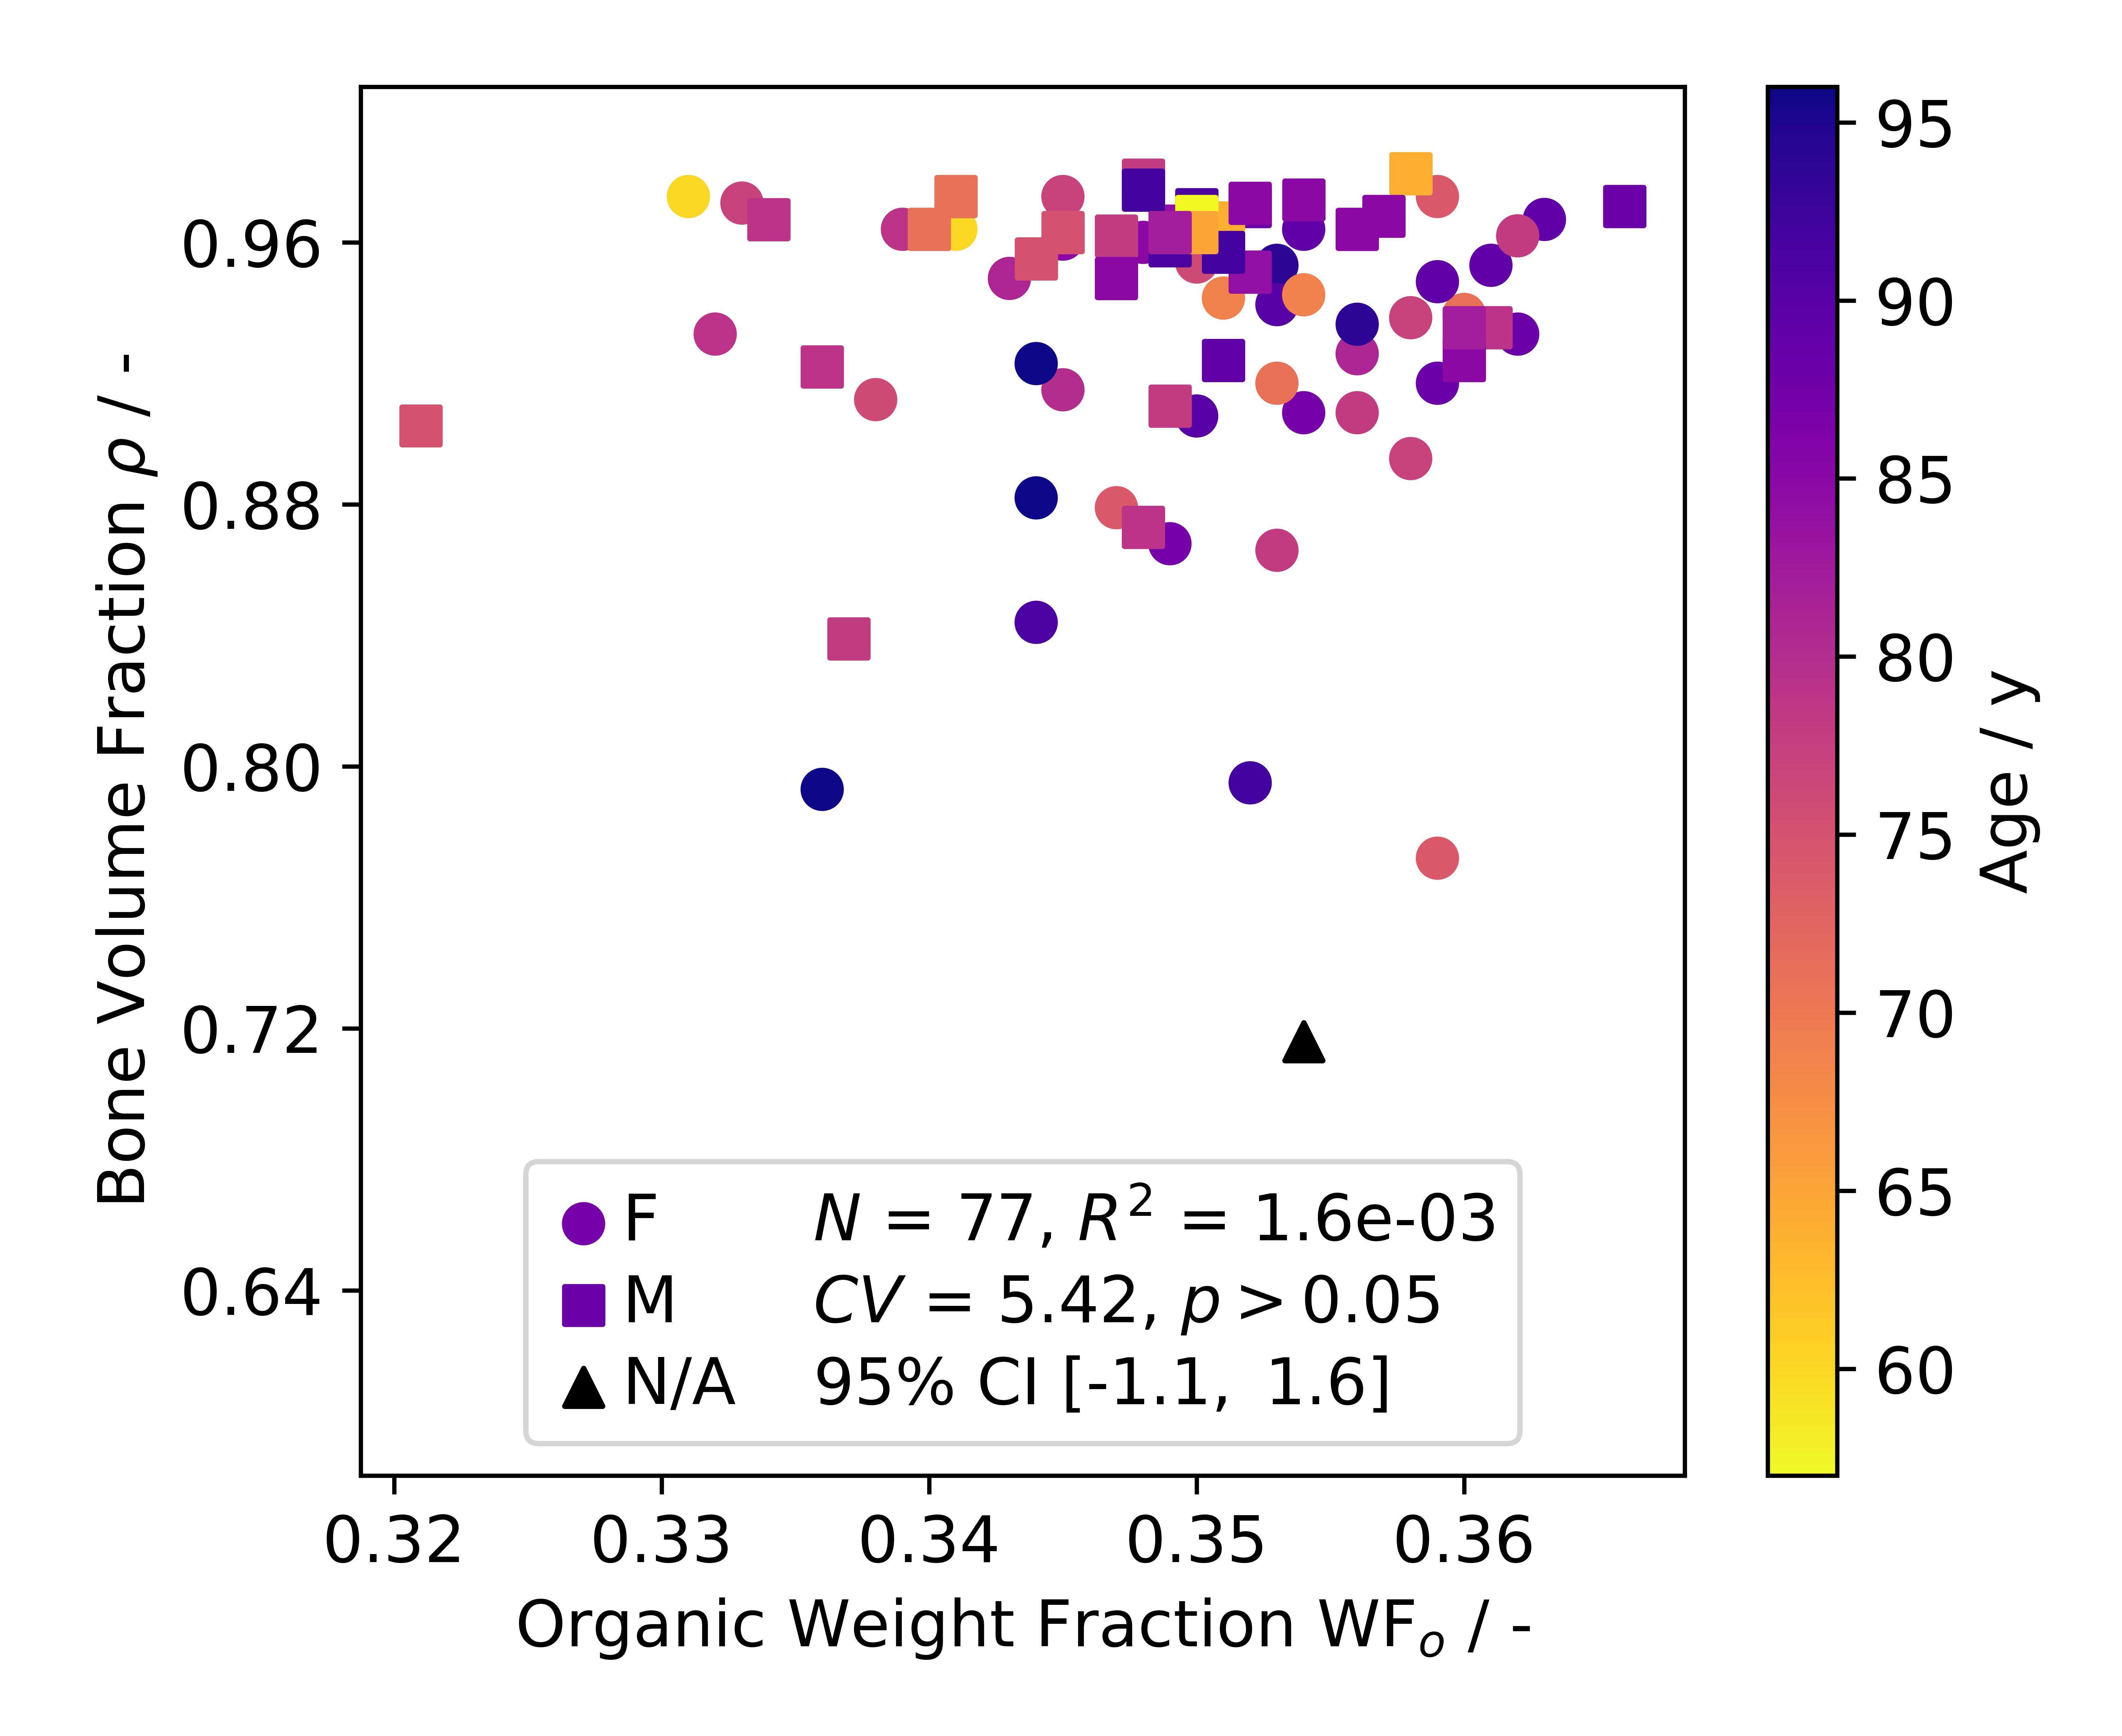 Bone Volume Fraction ρ / -
0.96
0.88
0.80
0.72
0.64
F N = 77, R² = 1.6e-03
M CV = 5.42, p > 0.05
N/A 95% CI [-1.1, 1.6]
0.32 0.33 0.34 0.35 0.36
Organic Weight Fraction WFₒ / -
95
90
85
80
75
70
65
60
Age / y